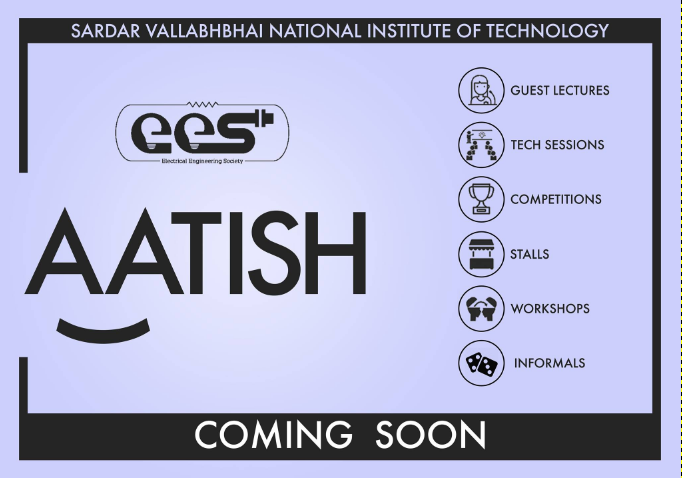 SARDAR VALLABHBHAI NATIONAL INSTITUTE OF TECHNOLOGY
ees
Electrical Engineering Society
AATISH
GUEST LECTURES
TECH SESSIONS
COMPETITIONS
STALLS
WORKSHOPS
INFORMALS
COMING SOON